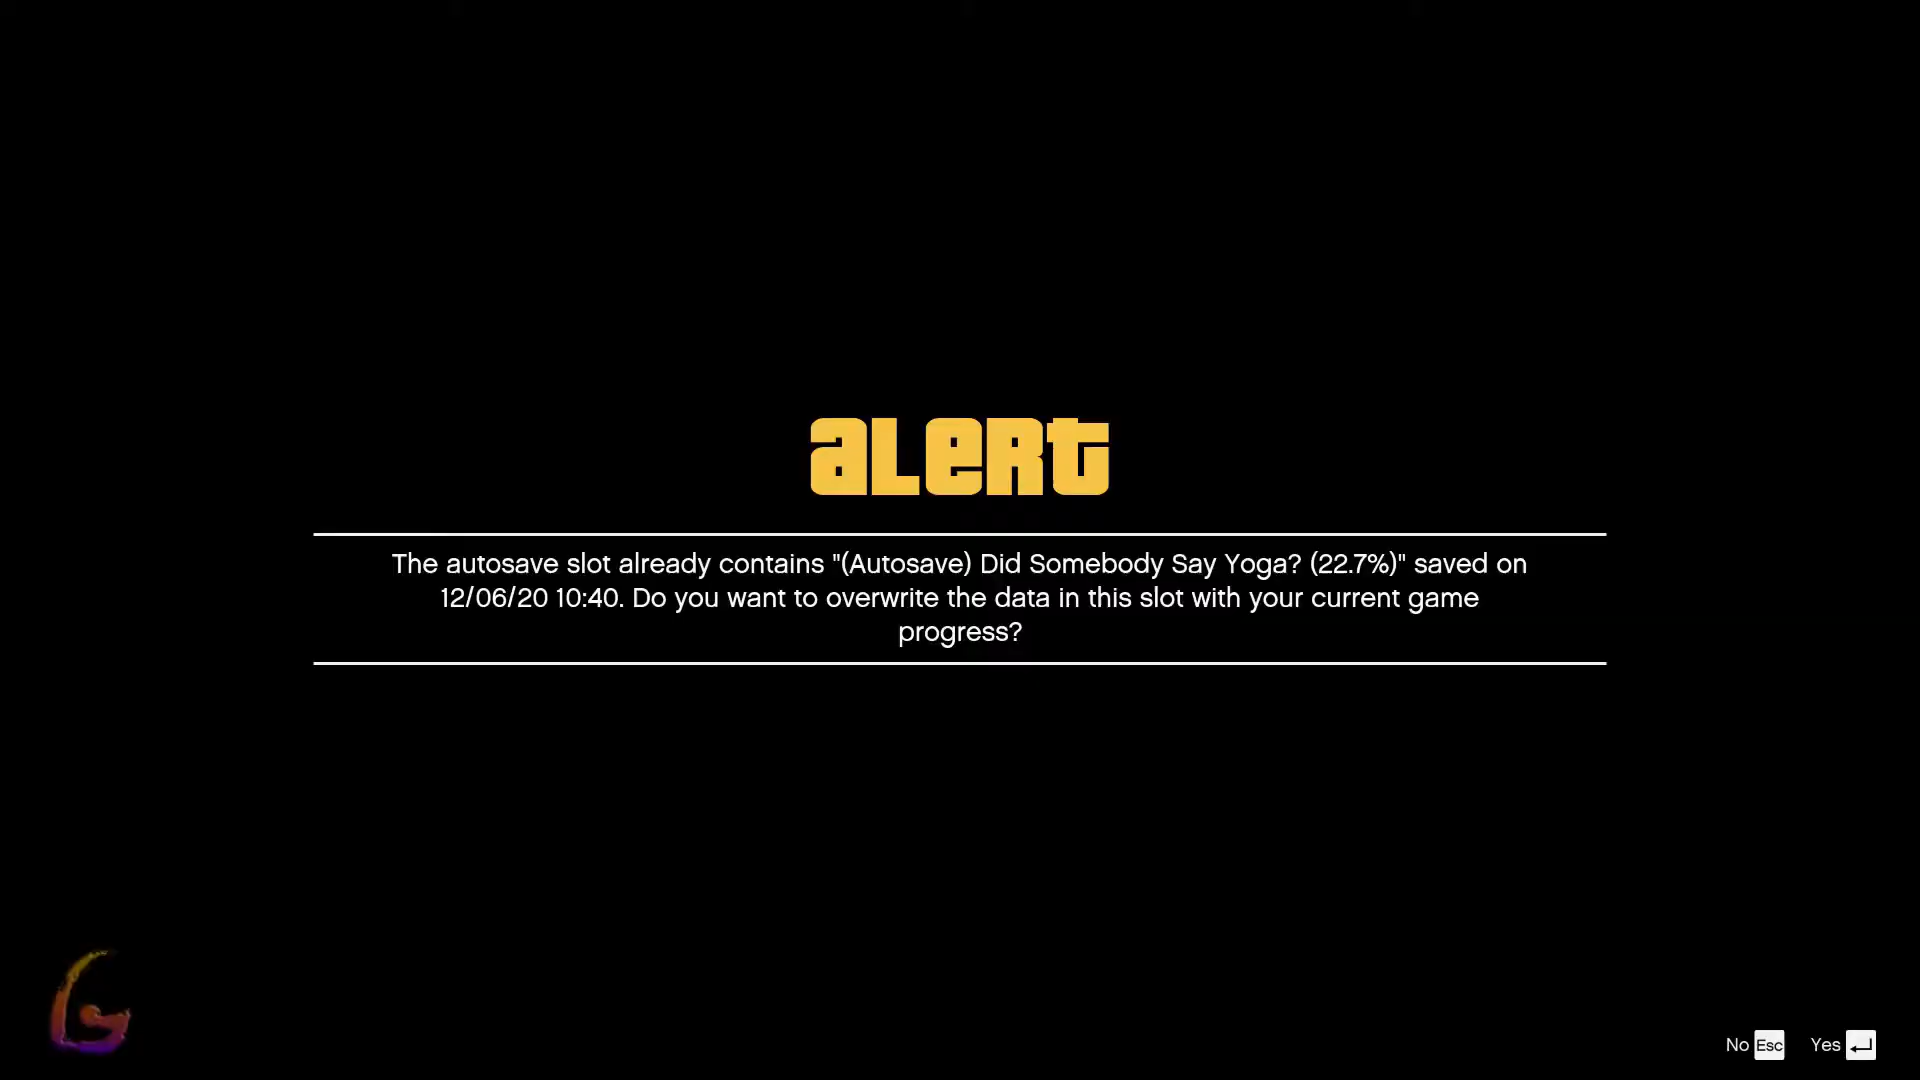 aLeRt
The autosave slot already contains "(Autosave) Did Somebody Say Yoga? (22.7%)" saved on
12/06/20 10:40. Do you want to overwrite the data in this slot with your current game
progress?
No Esc Yes